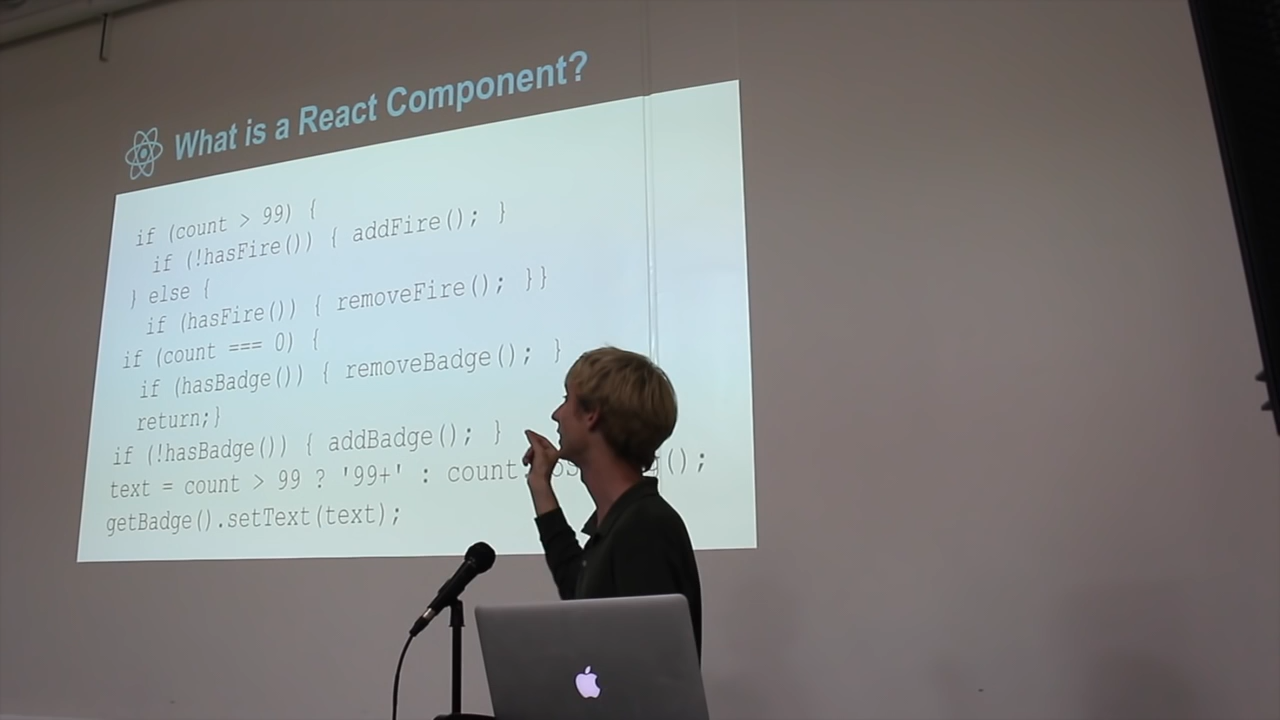 What is a React Component?
if (count > 99) {
if (!hasFire()) { addFire(); }
} else {
if (hasFire()) { removeFire(); }}
if (count === 0) {
if (hasBadge()) { removeBadge(); }
return;}
if (!hasBadge()) { addBadge(); }
text = count > 99 ? '99+' : count
getBadge().setText(text);